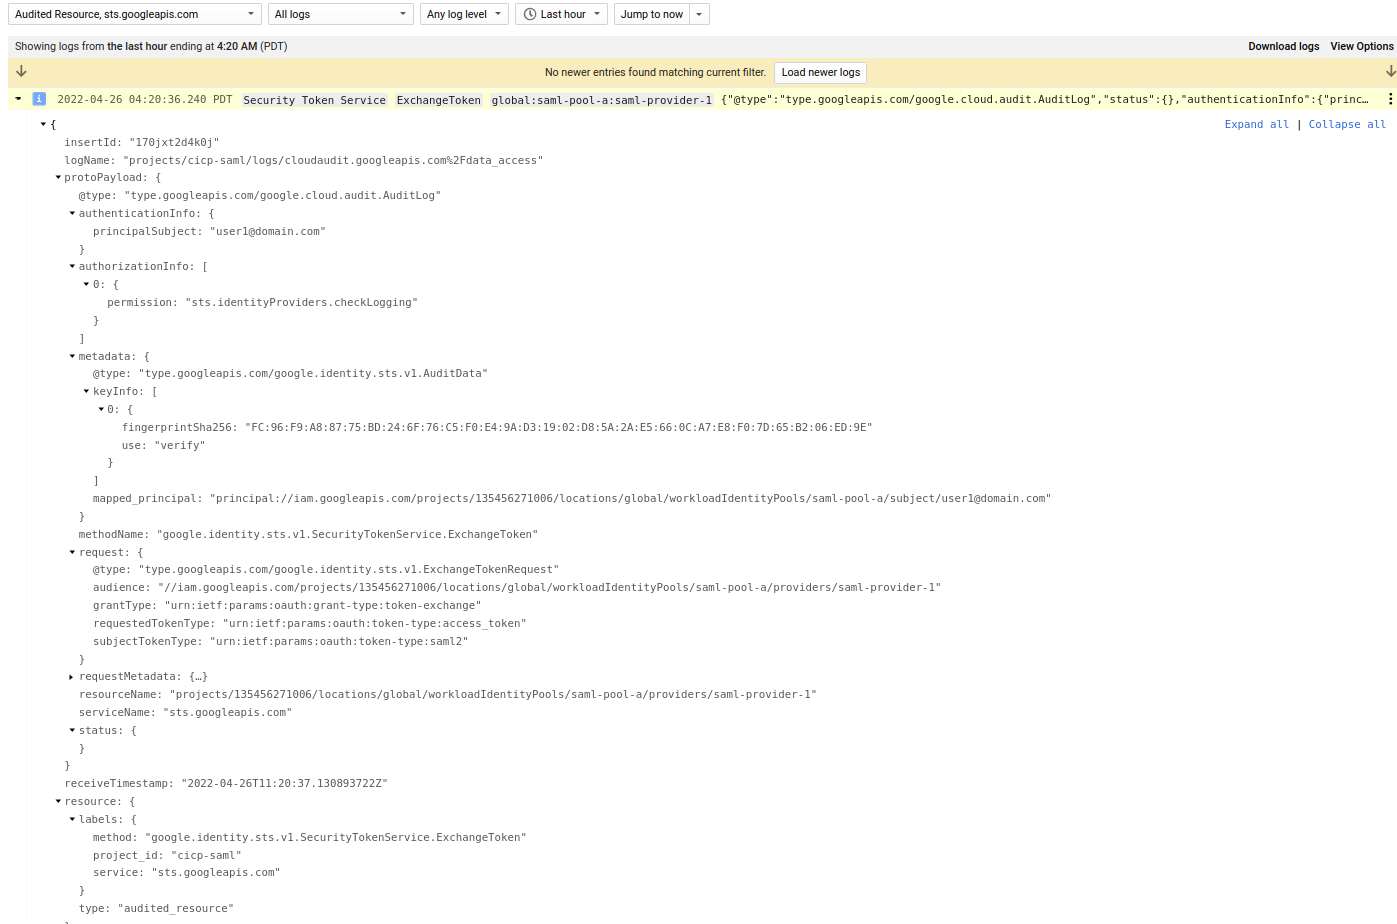 Audited Resource, sts.googleapis.com All logs Any log level Last hour Jump to now
Showing logs from the last hour ending at 4:20 AM (PDT) Download logs View Options
No newer entries found matching current filter. Load newer logs
i 2022-04-26 04:20:36.240 PDT Security Token Service ExchangeToken global:saml-pool-a:saml-provider-1 {"@type":"type.googleapis.com/google.cloud.audit.AuditLog","status":{},"authenticationInfo":{"princ…
{ Expand all | Collapse all
insertId: "170jxt2d4k0j"
logName: "projects/cicp-saml/logs/cloudaudit.googleapis.com%2Fdata_access"
protoPayload: {
@type: "type.googleapis.com/google.cloud.audit.AuditLog"
authenticationInfo: {
principalSubject: "user1@domain.com"
}
authorizationInfo: [
0: {
permission: "sts.identityProviders.checkLogging"
}
]
metadata: {
@type: "type.googleapis.com/google.identity.sts.v1.AuditData"
keyInfo: [
0: {
fingerprintSha256: "FC:96:F9:A8:87:75:BD:24:6F:76:C5:F0:E4:9A:D3:19:02:D8:5A:2A:E5:66:0C:A7:E8:F0:7D:65:B2:06:ED:9E"
use: "verify"
}
]
mapped_principal: "principal://iam.googleapis.com/projects/135456271006/locations/global/workloadIdentityPools/saml-pool-a/subject/user1@domain.com"
}
methodName: "google.identity.sts.v1.SecurityTokenService.ExchangeToken"
request: {
@type: "type.googleapis.com/google.identity.sts.v1.ExchangeTokenRequest"
audience: "//iam.googleapis.com/projects/135456271006/locations/global/workloadIdentityPools/saml-pool-a/providers/saml-provider-1"
grantType: "urn:ietf:params:oauth:grant-type:token-exchange"
requestedTokenType: "urn:ietf:params:oauth:token-type:access_token"
subjectTokenType: "urn:ietf:params:oauth:token-type:saml2"
}
requestMetadata: {…}
resourceName: "projects/135456271006/locations/global/workloadIdentityPools/saml-pool-a/providers/saml-provider-1"
serviceName: "sts.googleapis.com"
status: {
}
}
receiveTimestamp: "2022-04-26T11:20:37.130893722Z"
resource: {
labels: {
method: "google.identity.sts.v1.SecurityTokenService.ExchangeToken"
project_id: "cicp-saml"
service: "sts.googleapis.com"
}
type: "audited_resource"